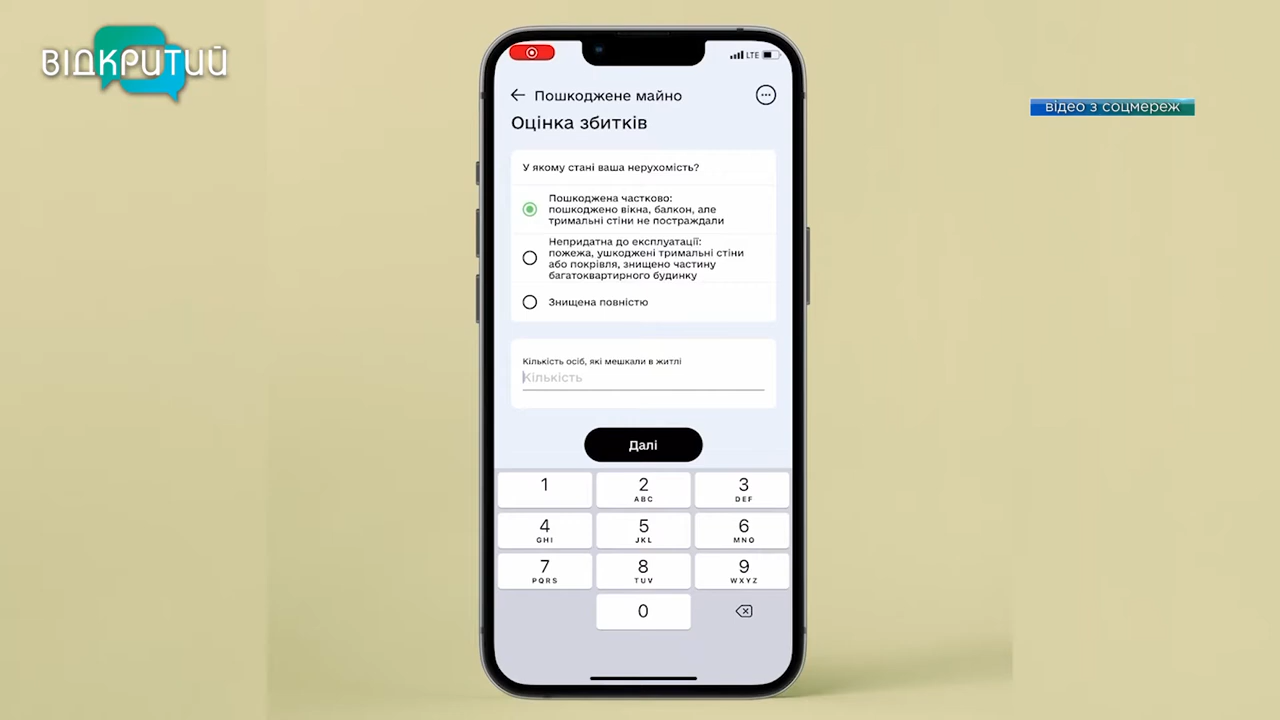 ВІДКРИТИЙ
відео з соцмереж
LTE
Пошкоджене майно
Оцінка збитків
У якому стані ваша нерухомість?
Пошкоджена частково:
пошкоджено вікна, балкон, але
тримальні стіни не постраждали
Непридатна до експлуатації:
пожежа, ушкоджені тримальні стіни
або покрівля, знищено частину
багатоквартирного будинку
Знищена повністю
Кількість осіб, які мешкали в житлі
Кількість
Далі
1 2 3
ABC DEF
4 5 6
GHI JKL MNO
7 8 9
PQRS TUV WXYZ
0